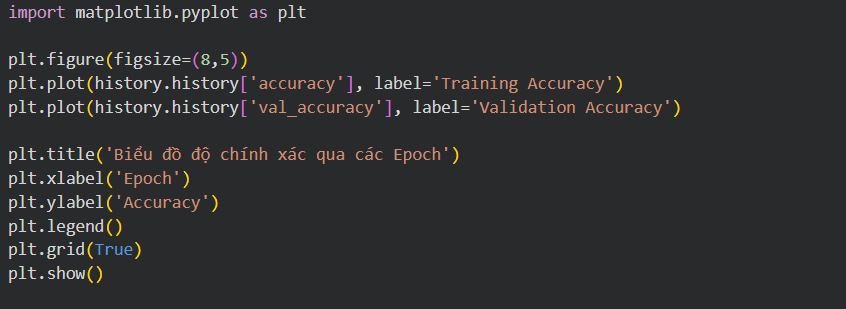 import matplotlib.pyplot as plt
plt.figure(figsize=(8,5))
plt.plot(history.history['accuracy'], label='Training Accuracy')
plt.plot(history.history['val_accuracy'], label='Validation Accuracy')
plt.title('Biểu đồ độ chính xác qua các Epoch')
plt.xlabel('Epoch')
plt.ylabel('Accuracy')
plt.legend()
plt.grid(True)
plt.show()